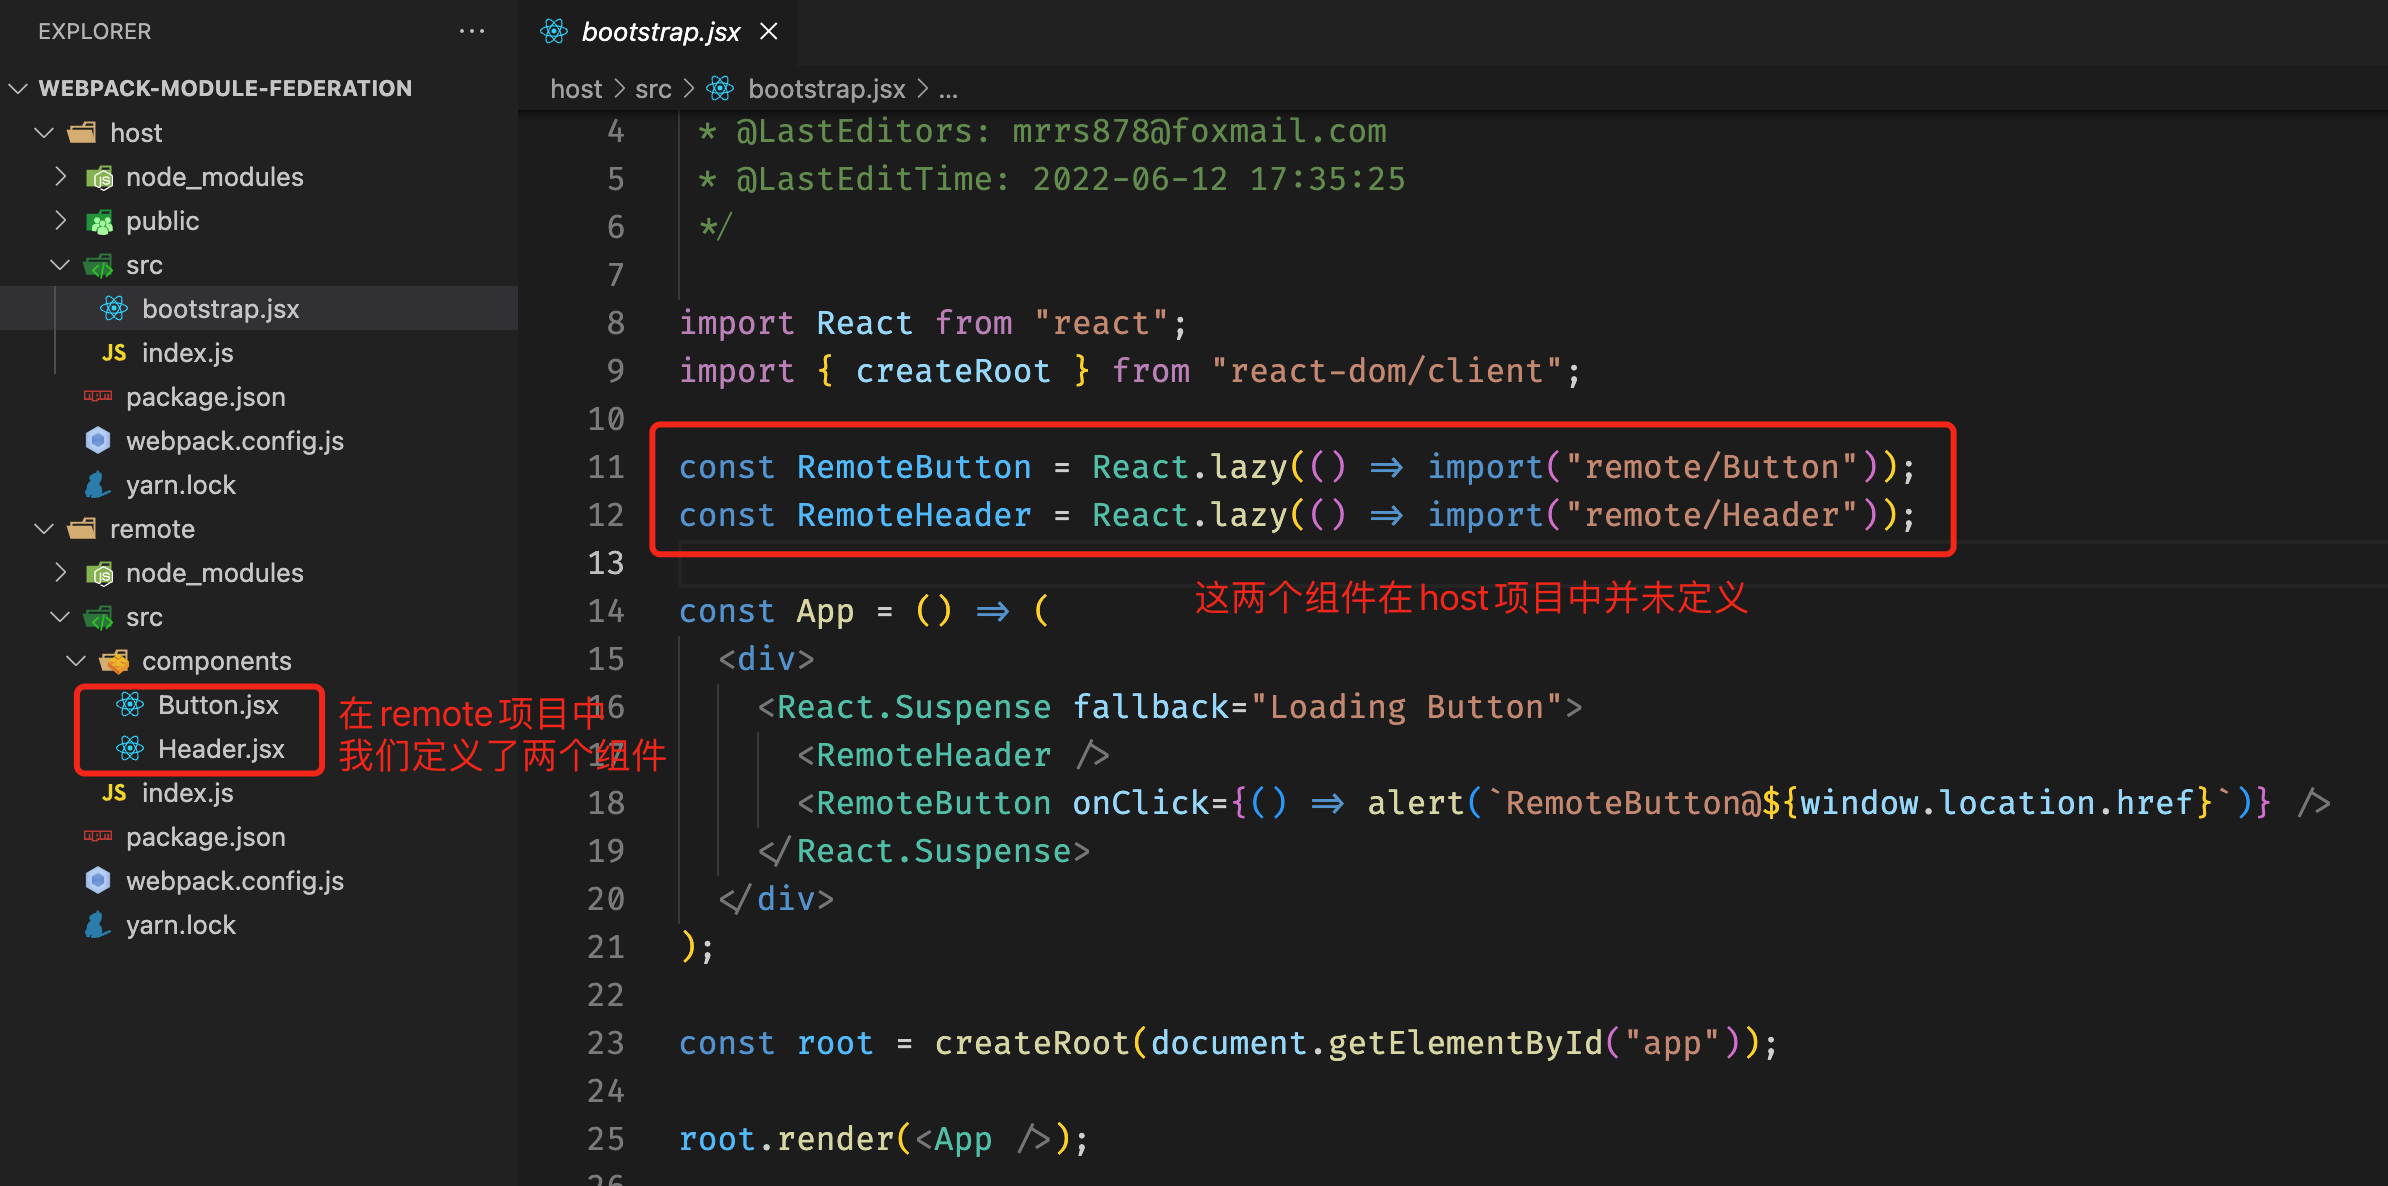 EXPLORER
WEBPACK-MODULE-FEDERATION
host
node_modules
public
src
bootstrap.jsx
JS index.js
package.json
webpack.config.js
yarn.lock
remote
node_modules
src
components
Button.jsx
Header.jsx
在remote项目中
我们定义了两个组件
JS index.js
package.json
webpack.config.js
yarn.lock
bootstrap.jsx
host > src > bootstrap.jsx > ...
4 * @LastEditors: mrrs878@foxmail.com
5 * @LastEditTime: 2022-06-12 17:35:25
6 */
7
8 import React from "react";
9 import { createRoot } from "react-dom/client";
10
11 const RemoteButton = React.lazy(() => import("remote/Button"));
12 const RemoteHeader = React.lazy(() => import("remote/Header"));
13
这两个组件在host项目中并未定义
14 const App = () => (
15 <div>
16 <React.Suspense fallback="Loading Button">
17 <RemoteHeader />
18 <RemoteButton onClick={() => alert(`RemoteButton@${window.location.href}`)} />
19 </React.Suspense>
20 </div>
21 );
22
23 const root = createRoot(document.getElementById("app"));
24
25 root.render(<App />);
26